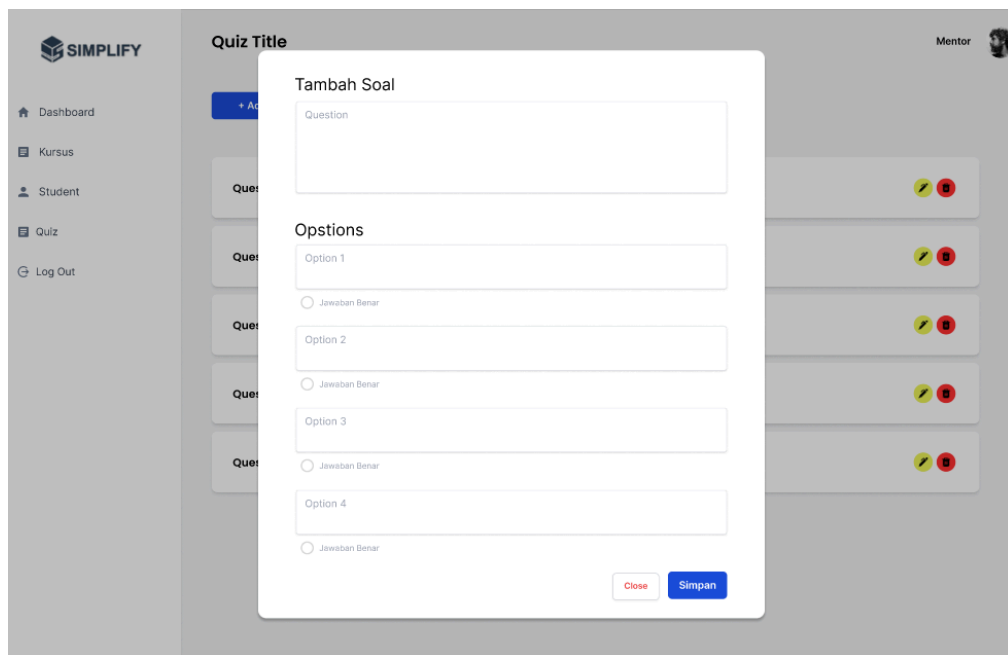 SIMPLIFY
Quiz Title
Mentor
Dashboard
Kursus
Student
Quiz
Log Out
Tambah Soal
Question
Opstions
Option 1
Jawaban Benar
Option 2
Jawaban Benar
Option 3
Jawaban Benar
Option 4
Jawaban Benar
Close
Simpan